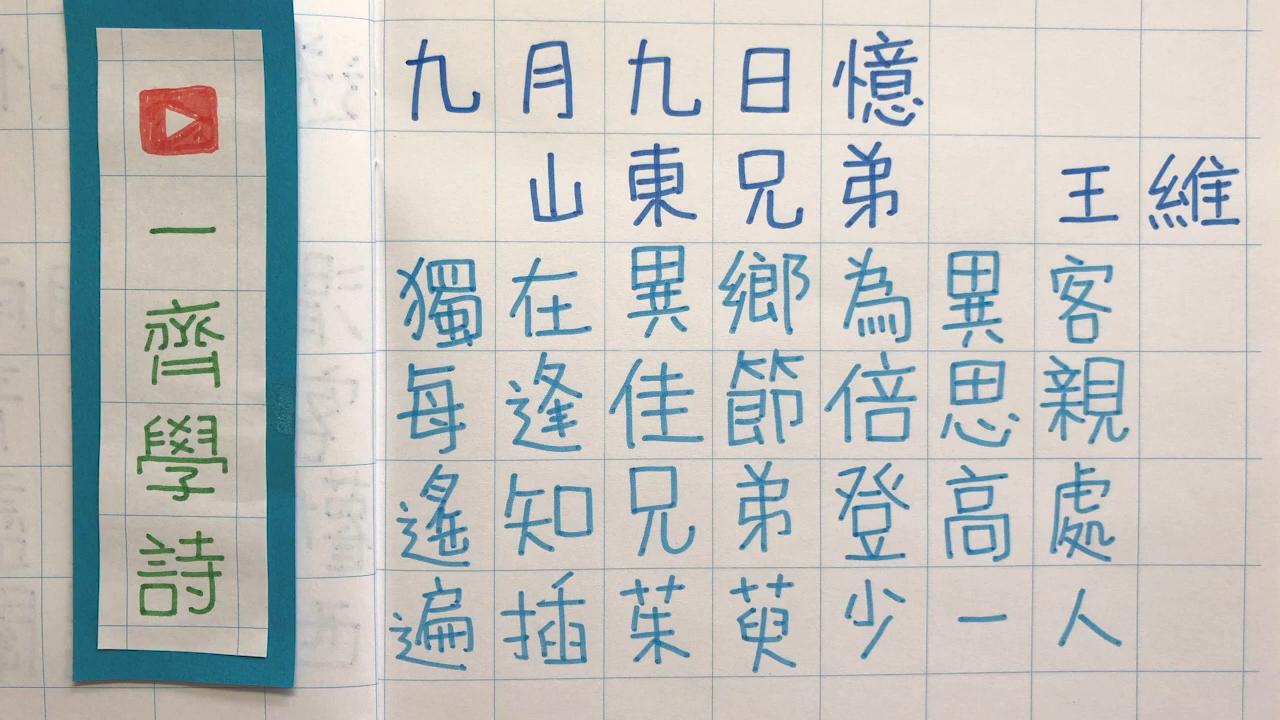 一齊學詩
九月九日憶
山東兄弟 王維
獨在異鄉為異客
每逢佳節倍思親
遙知兄弟登高處
遍插茱萸少一人